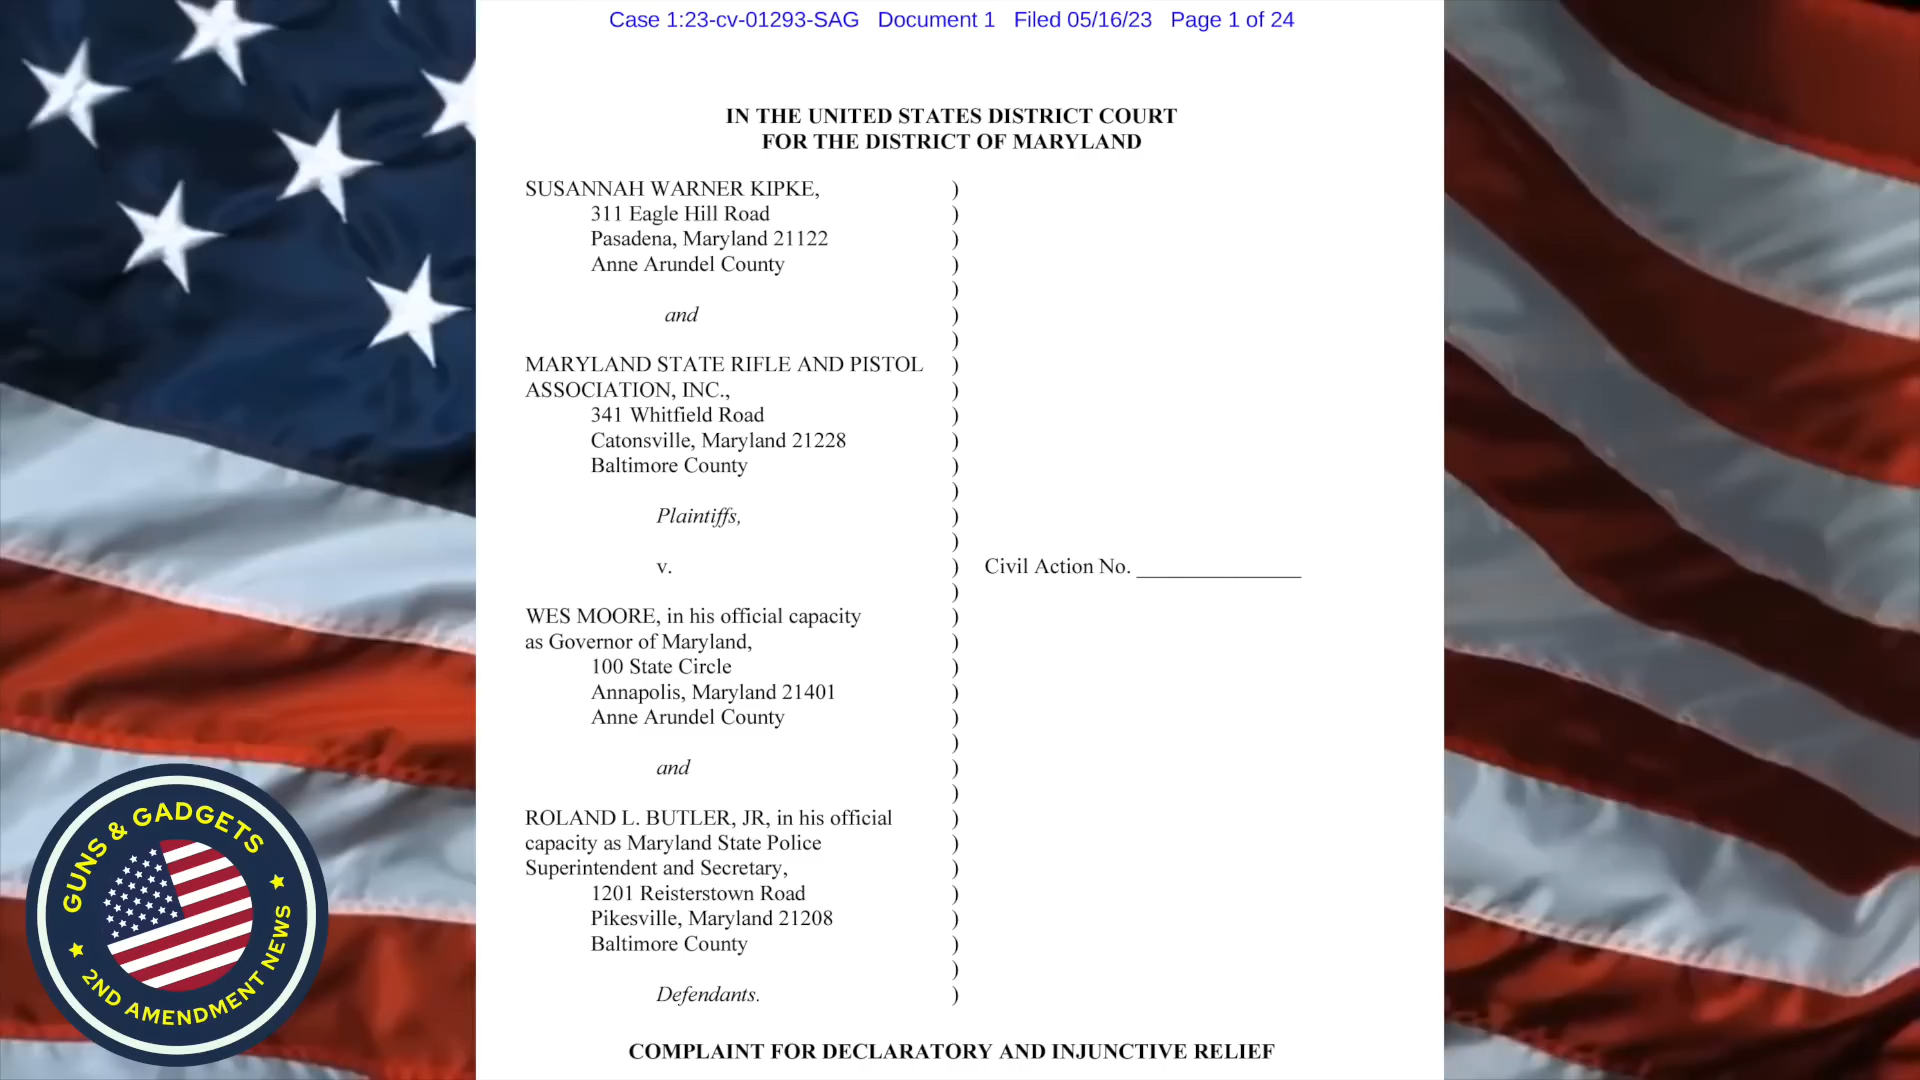 Case 1:23-cv-01293-SAG Document 1 Filed 05/16/23 Page 1 of 24
IN THE UNITED STATES DISTRICT COURT
FOR THE DISTRICT OF MARYLAND
SUSANNAH WARNER KIPKE, )
311 Eagle Hill Road )
Pasadena, Maryland 21122 )
Anne Arundel County )
)
and )
)
MARYLAND STATE RIFLE AND PISTOL )
ASSOCIATION, INC., )
341 Whitfield Road )
Catonsville, Maryland 21228 )
Baltimore County )
)
Plaintiffs, )
)
v. ) Civil Action No. _______________
)
WES MOORE, in his official capacity )
as Governor of Maryland, )
100 State Circle )
Annapolis, Maryland 21401 )
Anne Arundel County )
)
and )
)
ROLAND L. BUTLER, JR, in his official )
capacity as Maryland State Police )
Superintendent and Secretary, )
1201 Reisterstown Road )
Pikesville, Maryland 21208 )
Baltimore County )
)
Defendants. )
COMPLAINT FOR DECLARATORY AND INJUNCTIVE RELIEF
GUNS & GADGETS
2ND AMENDMENT NEWS